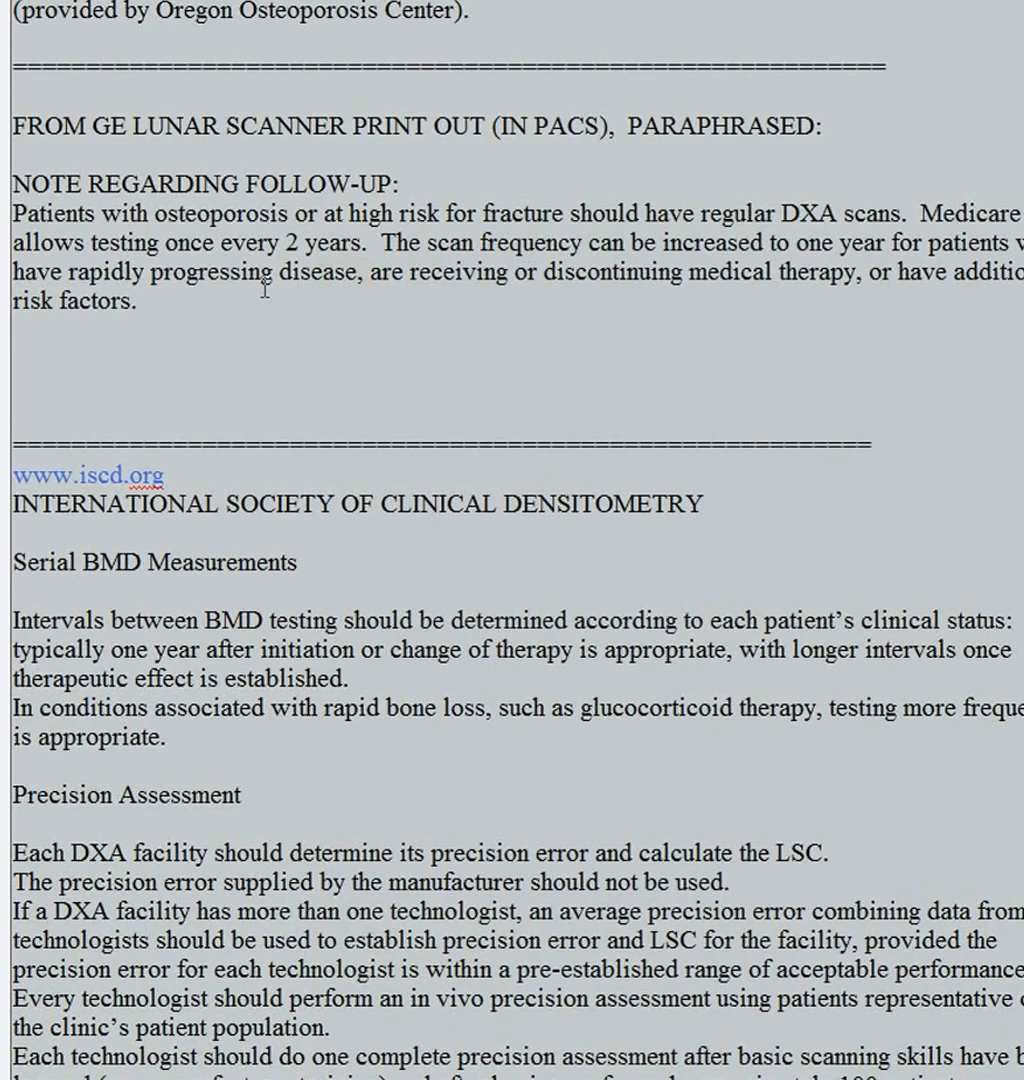 (provided by Oregon Osteoporosis Center).
============================================================
FROM GE LUNAR SCANNER PRINT OUT (IN PACS),  PARAPHRASED:
NOTE REGARDING FOLLOW-UP:
Patients with osteoporosis or at high risk for fracture should have regular DXA scans.  Medicare
allows testing once every 2 years.  The scan frequency can be increased to one year for patients
have rapidly progressing disease, are receiving or discontinuing medical therapy, or have additio
risk factors.
===========================================================
www.iscd.org
INTERNATIONAL SOCIETY OF CLINICAL DENSITOMETRY
Serial BMD Measurements
Intervals between BMD testing should be determined according to each patient’s clinical status:
typically one year after initiation or change of therapy is appropriate, with longer intervals once
therapeutic effect is established.
In conditions associated with rapid bone loss, such as glucocorticoid therapy, testing more freque
is appropriate.
Precision Assessment
Each DXA facility should determine its precision error and calculate the LSC.
The precision error supplied by the manufacturer should not be used.
If a DXA facility has more than one technologist, an average precision error combining data from
technologists should be used to establish precision error and LSC for the facility, provided the
precision error for each technologist is within a pre-established range of acceptable performance
Every technologist should perform an in vivo precision assessment using patients representative
the clinic’s patient population.
Each technologist should do one complete precision assessment after basic scanning skills have